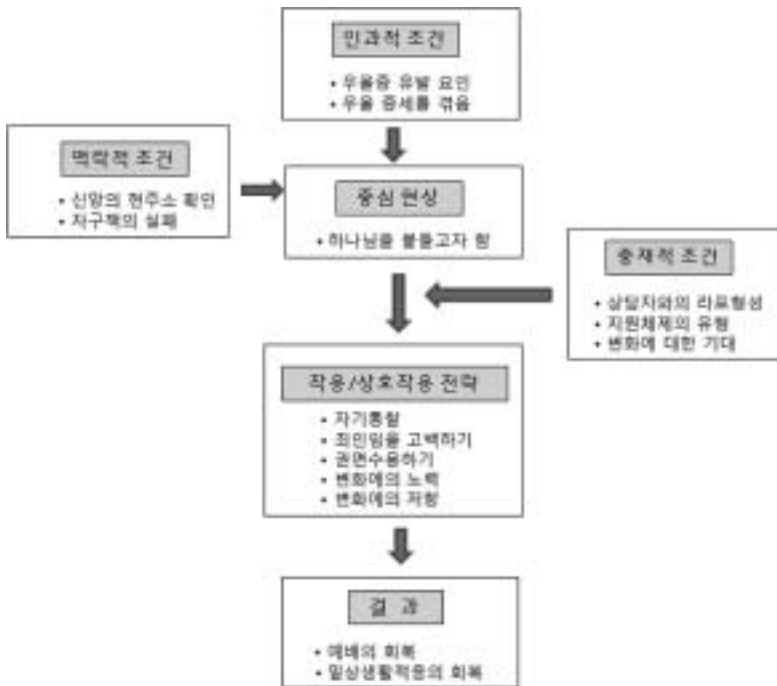 인과적 조건
• 우울증 유발 요인
• 우울 증세를 겪음
맥락적 조건
• 신앙의 현주소 확인
• 자구책의 실패
중심 현상
• 하나님을 붙들고자 함
중재적 조건
• 상담자와의 라포형성
• 지원체제의 유형
• 변화에 대한 기대
작용/상호작용 전략
• 자기통찰
• 죄인임을 고백하기
• 권면수용하기
• 변화에의 노력
• 변화에의 저항
결 과
• 예배의 회복
• 일상생활적응의 회복